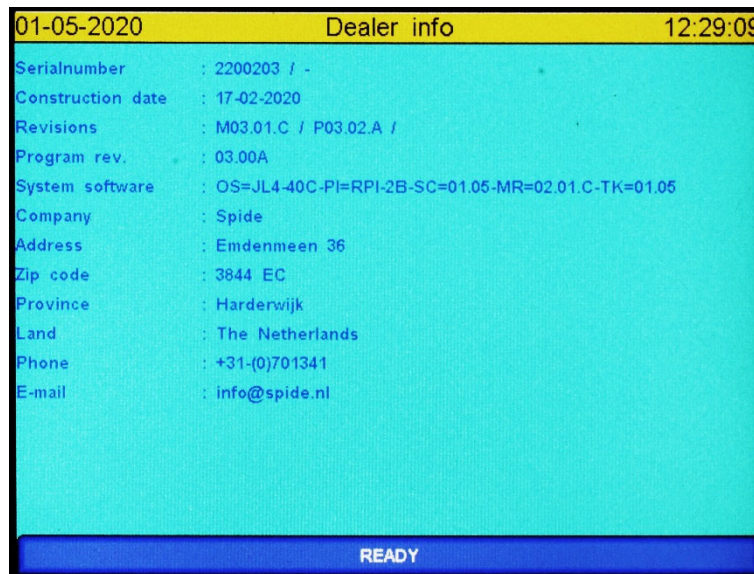 01-05-2020 Dealer info 12:29:09
Serialnumber : 2200203 / -
Construction date : 17-02-2020
Revisions : M03.01.C / P03.02.A /
Program rev. : 03.00A
System software : OS=JL4-40C-PI=RPI-2B-SC=01.05-MR=02.01.C-TK=01.05
Company : Spide
Address : Emdenmeen 36
Zip code : 3844 EC
Province : Harderwijk
Land : The Netherlands
Phone : +31-(0)701341
E-mail : info@spide.nl
READY